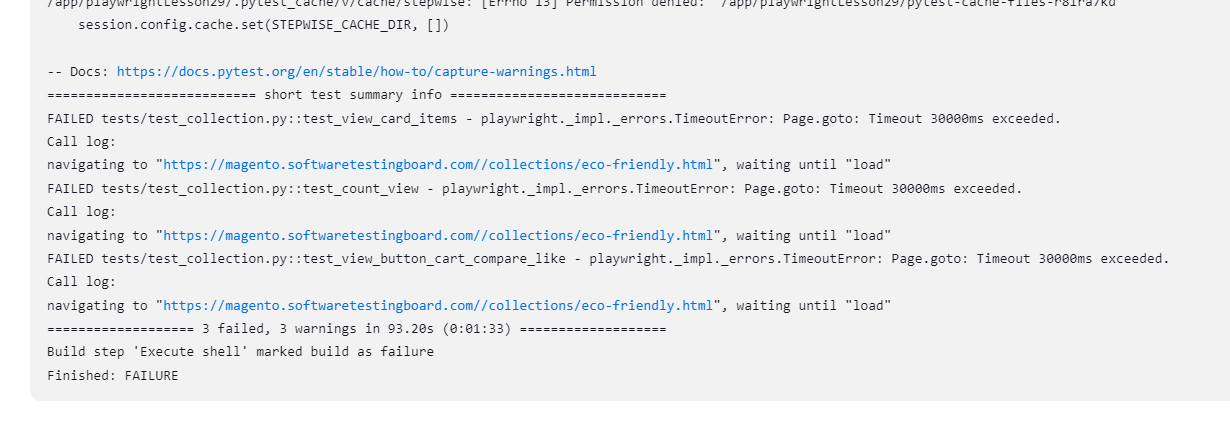 /app/playwrightLesson29/.pytest_cache/v/cache/stepwise: [Errno 13] Permission denied: '/app/playwrightLesson29/pytest-cache-files-
session.config.cache.set(STEPWISE_CACHE_DIR, [])
-- Docs: https://docs.pytest.org/en/stable/how-to/capture-warnings.html
=========================== short test summary info ============================
FAILED tests/test_collection.py::test_view_card_items - playwright._impl._errors.TimeoutError: Page.goto: Timeout 30000ms exceeded.
Call log:
navigating to "https://magento.softwaretestingboard.com//collections/eco-friendly.html", waiting until "load"
FAILED tests/test_collection.py::test_count_view - playwright._impl._errors.TimeoutError: Page.goto: Timeout 30000ms exceeded.
Call log:
navigating to "https://magento.softwaretestingboard.com//collections/eco-friendly.html", waiting until "load"
FAILED tests/test_collection.py::test_view_button_cart_compare_like - playwright._impl._errors.TimeoutError: Page.goto: Timeout 30000ms exceeded.
Call log:
navigating to "https://magento.softwaretestingboard.com//collections/eco-friendly.html", waiting until "load"
=================== 3 failed, 3 warnings in 93.20s (0:01:33) ===================
Build step 'Execute shell' marked build as failure
Finished: FAILURE